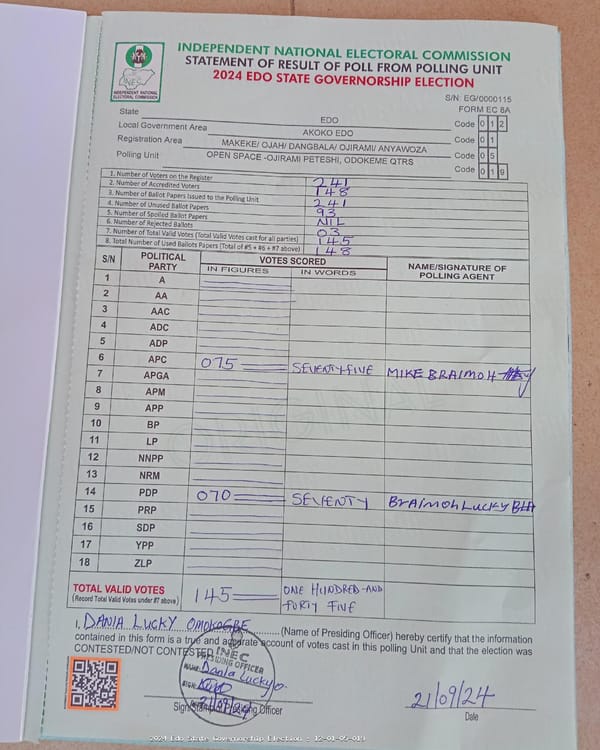 INDEPENDENT NATIONAL ELECTORAL COMMISSION
STATEMENT OF RESULT OF POLL FROM POLLING UNIT
2024 EDO STATE GOVERNORSHIP ELECTION
INEC
INDEPENDENT NATIONAL
ELECTORAL COMMISSION
S/N: EG/0000115
FORM EC 8A
State EDO Code 0 1 2
Local Government Area AKOKO EDO Code 0 1
Registration Area MAKEKE/ OJAH/ DANGBALA/ OJIRAMI/ ANYAWOZA Code 0 5
Polling Unit OPEN SPACE -OJIRAMI PETESHI, ODOKEME QTRS Code 0 1 9
1. Number of Voters on the Register 241
2. Number of Accredited Voters 148
3. Number of Ballot Papers Issued to the Polling Unit 241
4. Number of Unused Ballot Papers 93
5. Number of Spoiled Ballot Papers NIL
6. Number of Rejected Ballots 03
7. Number of Total Valid Votes (Total Valid Votes cast for all parties) 145
8. Total Number of Used Ballots Papers (Total of #5 + #6 + #7 above) 148
S/N POLITICAL PARTY VOTES SCORED NAME/SIGNATURE OF POLLING AGENT
IN FIGURES IN WORDS
1 A
2 AA
3 AAC
4 ADC
5 ADP
6 APC 075 SEVENTYFIVE MIKE BRAIMOH
7 APGA
8 APM
9 APP
10 BP
11 LP
12 NNPP
13 NRM
14 PDP 070 SEVENTY BRAIMOH LUCKY
15 PRP
16 SDP
17 YPP
18 ZLP
TOTAL VALID VOTES 145 ONE HUNDRED AND
(Record Total Valid Votes under #7 above) FORTY FIVE
I, DANIA LUCKY OMOKOGBE (Name of Presiding Officer) hereby certify that the information
contained in this form is a true and accurate account of votes cast in this polling Unit and that the election was
CONTESTED/NOT CONTESTED
INEC
PRESIDING OFFICER
NAME: Dania Lucky O.
SIGN:
21/09/24
21/09/24
Date
2024 Edo State Governorship Election : 12-01-05-019